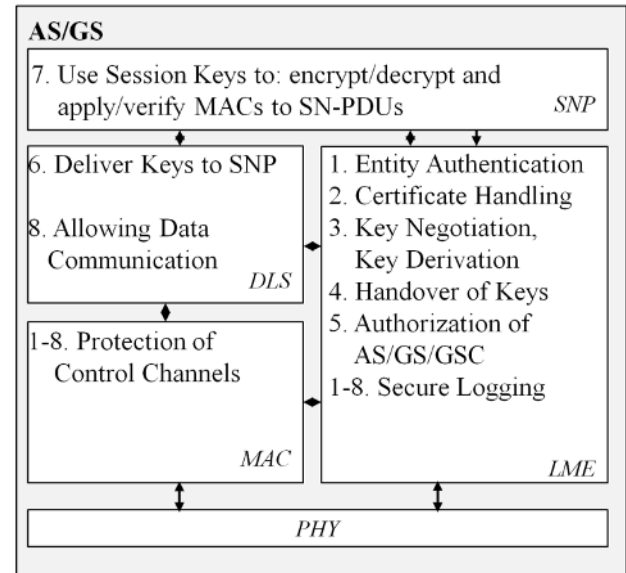 AS/GS
7. Use Session Keys to: encrypt/decrypt and
apply/verify MACs to SN-PDUs
SNP
6. Deliver Keys to SNP
8. Allowing Data
Communication
DLS
1. Entity Authentication
2. Certificate Handling
3. Key Negotiation,
Key Derivation
4. Handover of Keys
5. Authorization of
AS/GS/GSC
1-8. Secure Logging
LME
1-8. Protection of
Control Channels
MAC
PHY